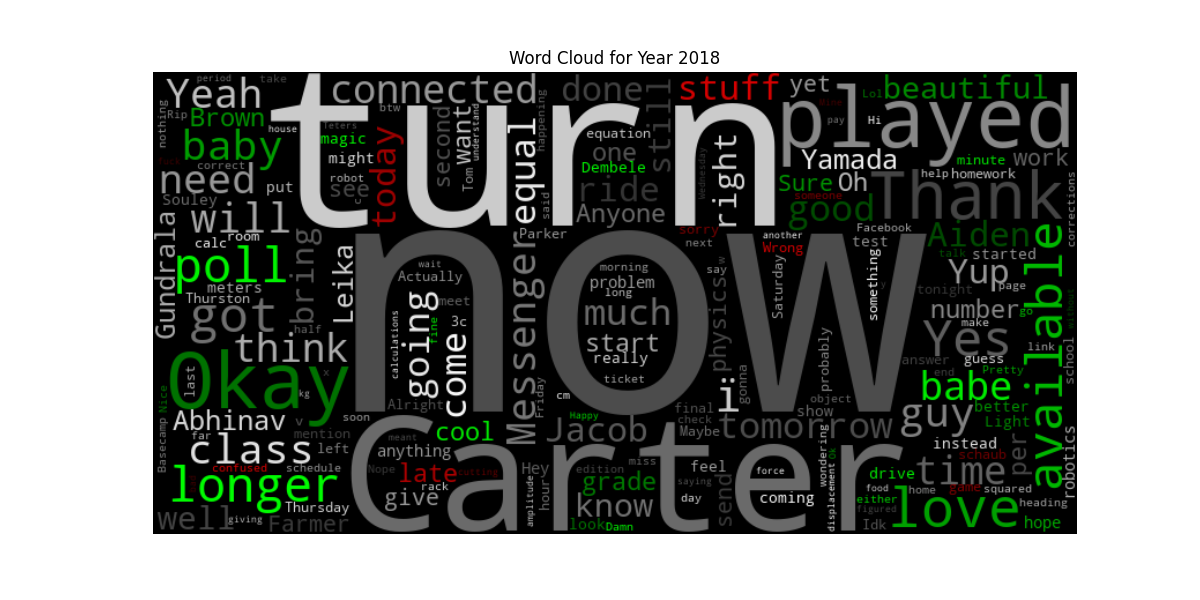 Word Cloud for Year 2018
turn
now
Carter
played
Thank
Okay
connected
Yeah
Brown
baby
need
will
poll
got
think
Abhinav
class
longer
well
Farmer
Gundrala
bring
Leika
going
come
Messenger
equal
right
today
stuff
done
still
yet
beautiful
Yamada
Sure
Oh
good
Aiden
Yup
number
Yes
available
babe
guy
tomorrow
time
love
Jacob
know
grade
give
late
cool
anything
much
start
really
problem
physics
i
ride
Anyone
one
equation
Dembele
second
Want
Tom
understand
see
might
robot
magic
Teters
btw
house
period
take
nothing
Rip
correct
Souley
put
calc
room
meters
Thurston
half
last
x
kg
v
far
mention
left
soon
confused
schedule
Thursday
giving
Basecamp
Nice
Parker
said
happening
Actually
wait
meet
fine
calculations
3c
Alright
meant
Nope
rack
cutting
Hey
hour
amplitude
edition
miss
look
Damn
Happy
cm
Friday
ticket
long
morning
sorry
next
say
w
another
Wrong
Saturday
something
Facebook
test
talk
started
tonight
page
make
go
link
school
without
corrections
answer
guess
end
Pretty
better
Light
instead
per
schaub
robotics
drive
game
squared
food
home
either
figured
heading
Idk
hope
displacement
wondering
Ok
force
coming
feel
saying
day
send
final
check
Maybe
show
object
probably
gonna
Wednesday
someone
help
homework
minute
work
Hi
pay
Lol